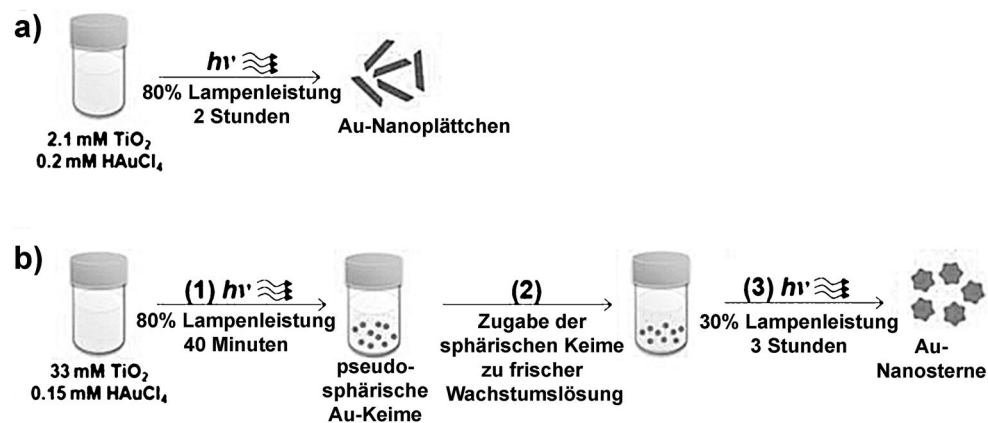 a)
hν
80% Lampenleistung
2 Stunden
2.1 mM TiO₂
0.2 mM HAuCl₄
Au-Nanoplättchen
b)
(1) hν
80% Lampenleistung
40 Minuten
33 mM TiO₂
0.15 mM HAuCl₄
pseudo-
sphärische
Au-Keime
(2)
Zugabe der
sphärischen Keime
zu frischer
Wachstumslösung
(3) hν
30% Lampenleistung
3 Stunden
Au-
Nanosterne